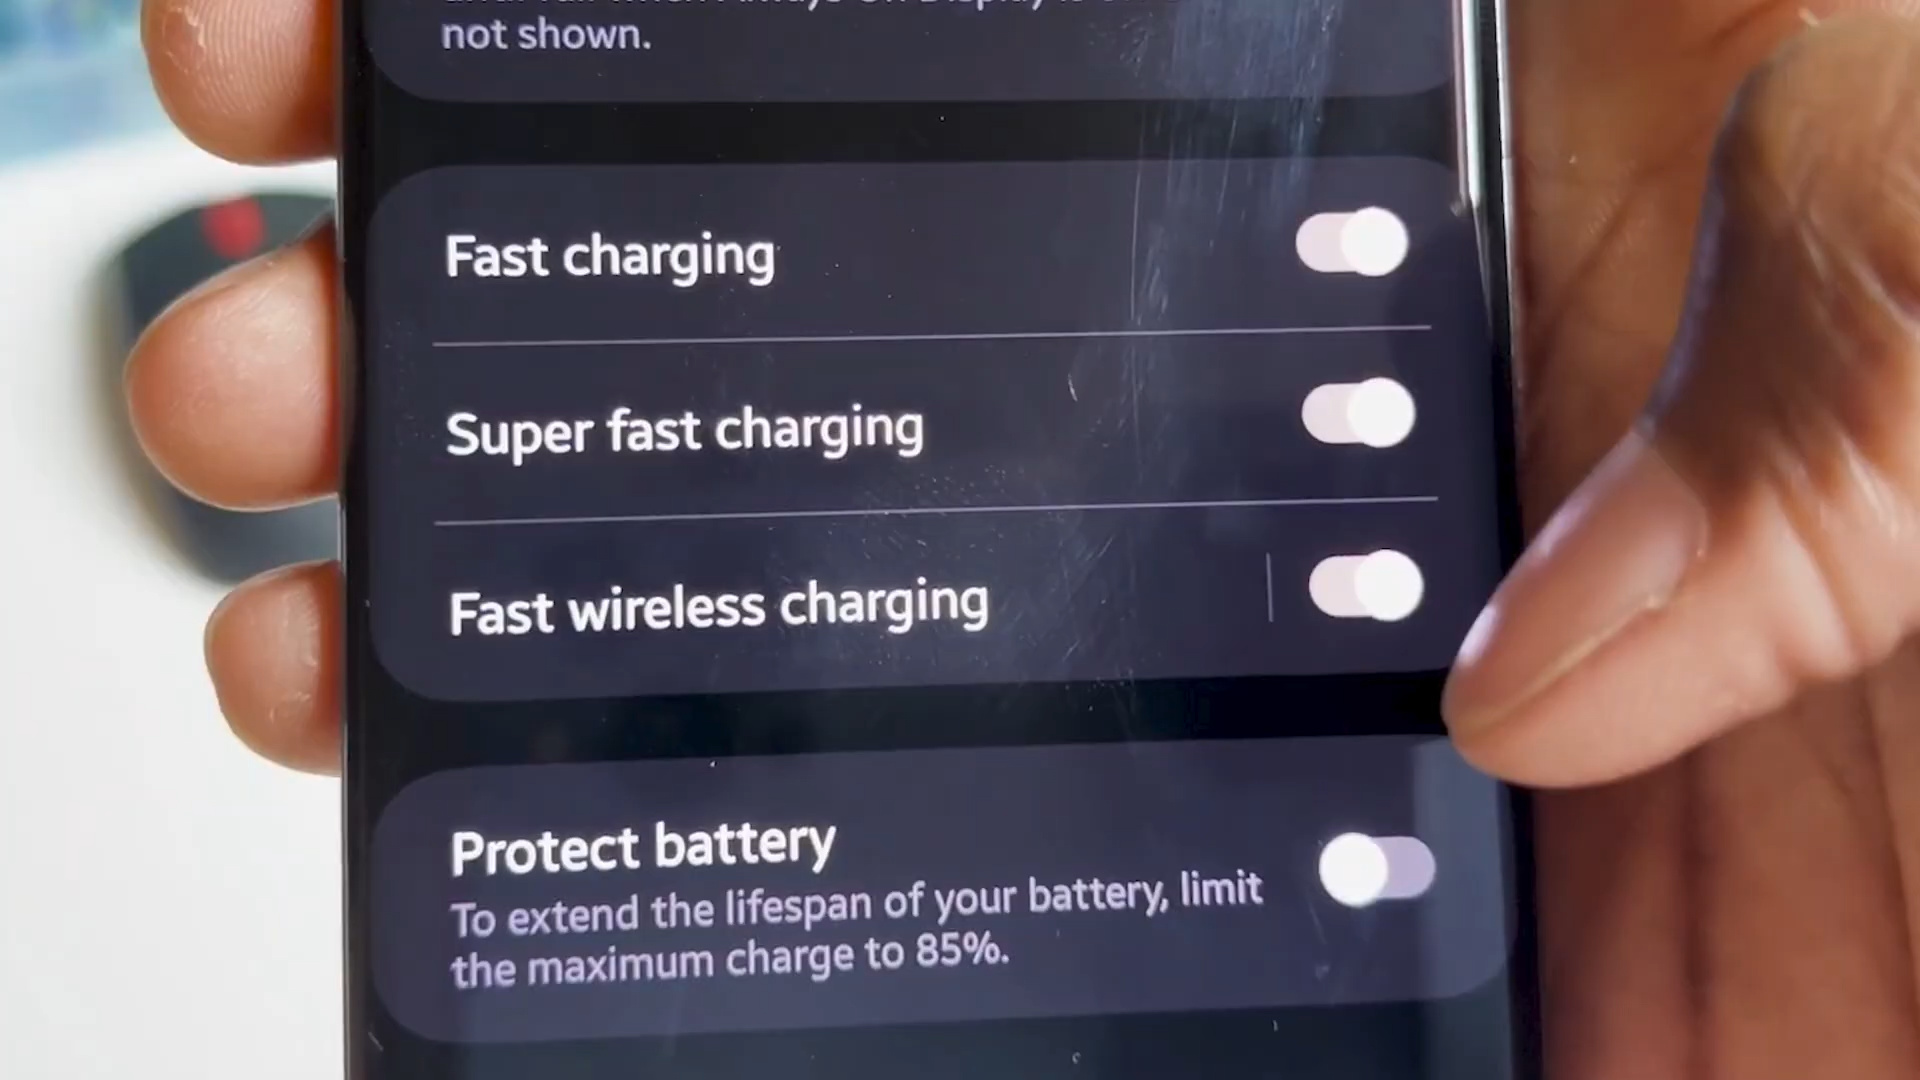 not shown.
Fast charging
Super fast charging
Fast wireless charging
Protect battery
To extend the lifespan of your battery, limit
the maximum charge to 85%.